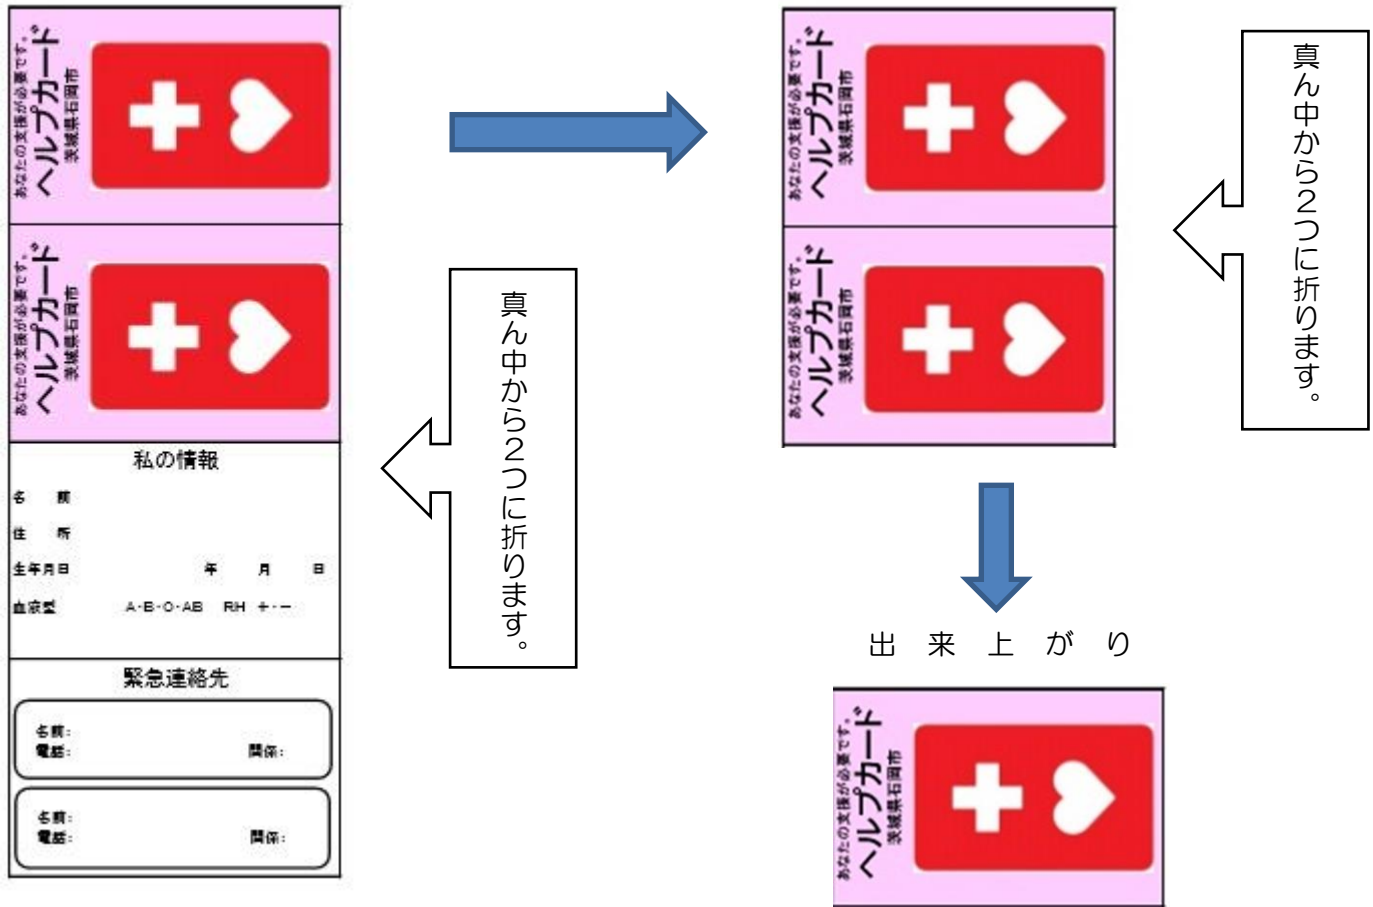 あなたの支援が必要です。
ヘルプカード
茨城県石岡市
あなたの支援が必要です。
ヘルプカード
茨城県石岡市
私の情報
名　前
住　所
生年月日　年　月　日
血液型　A・B・O・AB　RH　＋・－
緊急連絡先
名前：
電話：　関係：
名前：
電話：　関係：
真ん中から２つに折ります。
あなたの支援が必要です。
ヘルプカード
茨城県石岡市
あなたの支援が必要です。
ヘルプカード
茨城県石岡市
真ん中から２つに折ります。
出来上がり
あなたの支援が必要です。
ヘルプカード
茨城県石岡市